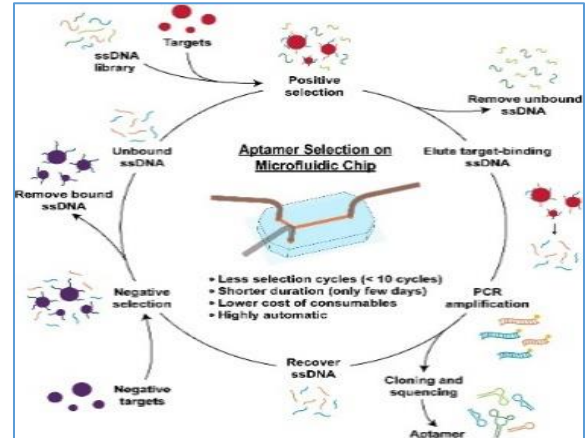 ssDNA
library
Targets
Positive
selection
Remove unbound
ssDNA
Unbound
ssDNA
Aptamer Selection on
Microfluidic Chip
Elute target-binding
ssDNA
Remove bound
ssDNA
• Less selection cycles (< 10 cycles)
• Shorter duration (only few days)
• Lower cost of consumables
• Highly automatic
Negative
selection
PCR
amplification
Recover
ssDNA
Cloning and
squencing
Negative
targets
Aptamer